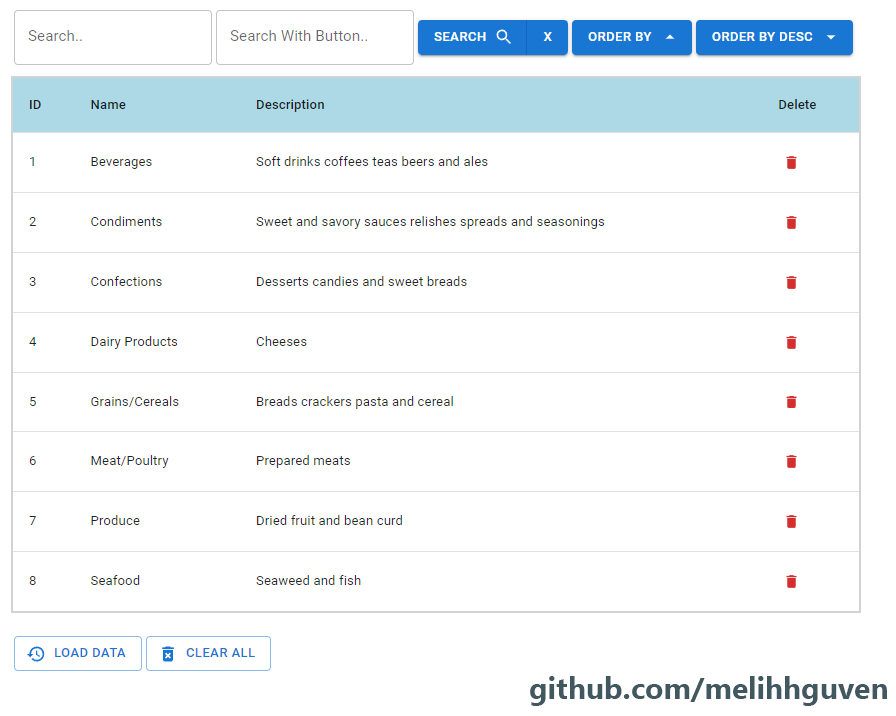 Search.. Search With Button.. SEARCH X ORDER BY ORDER BY DESC
ID Name Description Delete
1 Beverages Soft drinks coffees teas beers and ales
2 Condiments Sweet and savory sauces relishes spreads and seasonings
3 Confections Desserts candies and sweet breads
4 Dairy Products Cheeses
5 Grains/Cereals Breads crackers pasta and cereal
6 Meat/Poultry Prepared meats
7 Produce Dried fruit and bean curd
8 Seafood Seaweed and fish
LOAD DATA CLEAR ALL
github.com/melihhguven